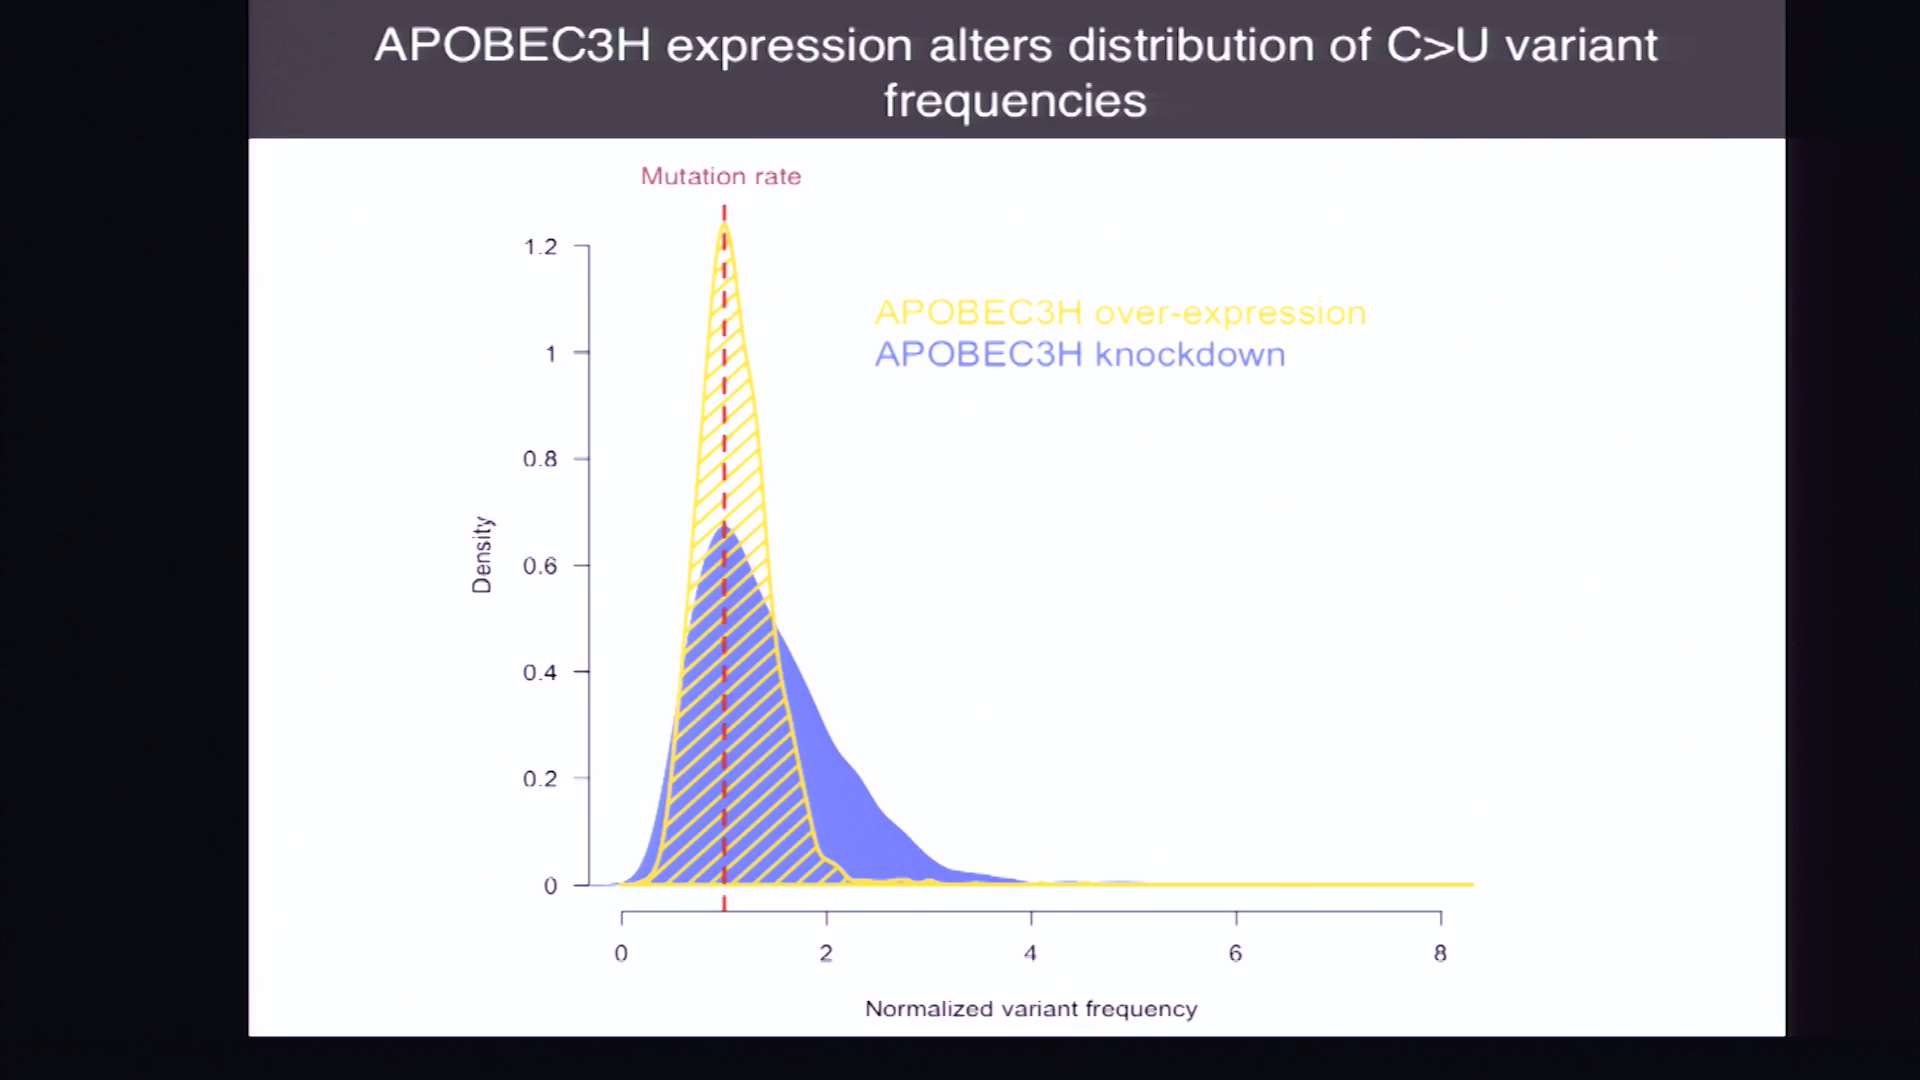 APOBEC3H expression alters distribution of C>U variant
frequencies
Mutation rate
1.2
1
0.8
0.6
0.4
0.2
0
Density
APOBEC3H over-expression
APOBEC3H knockdown
0 2 4 6 8
Normalized variant frequency